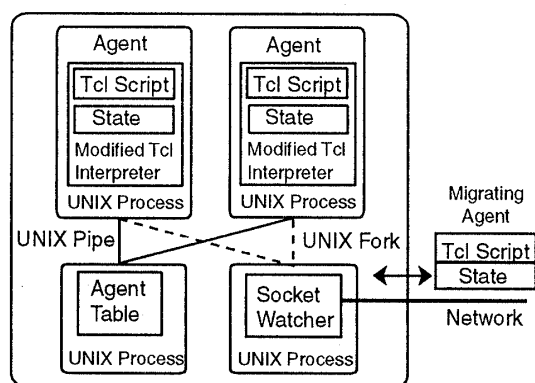 Agent
Tcl Script
State
Modified Tcl
Interpreter
UNIX Process
Agent
Tcl Script
State
Modified Tcl
Interpreter
UNIX Process
UNIX Pipe
UNIX Fork
Agent
Table
UNIX Process
Socket
Watcher
UNIX Process
Migrating
Agent
Tcl Script
State
Network